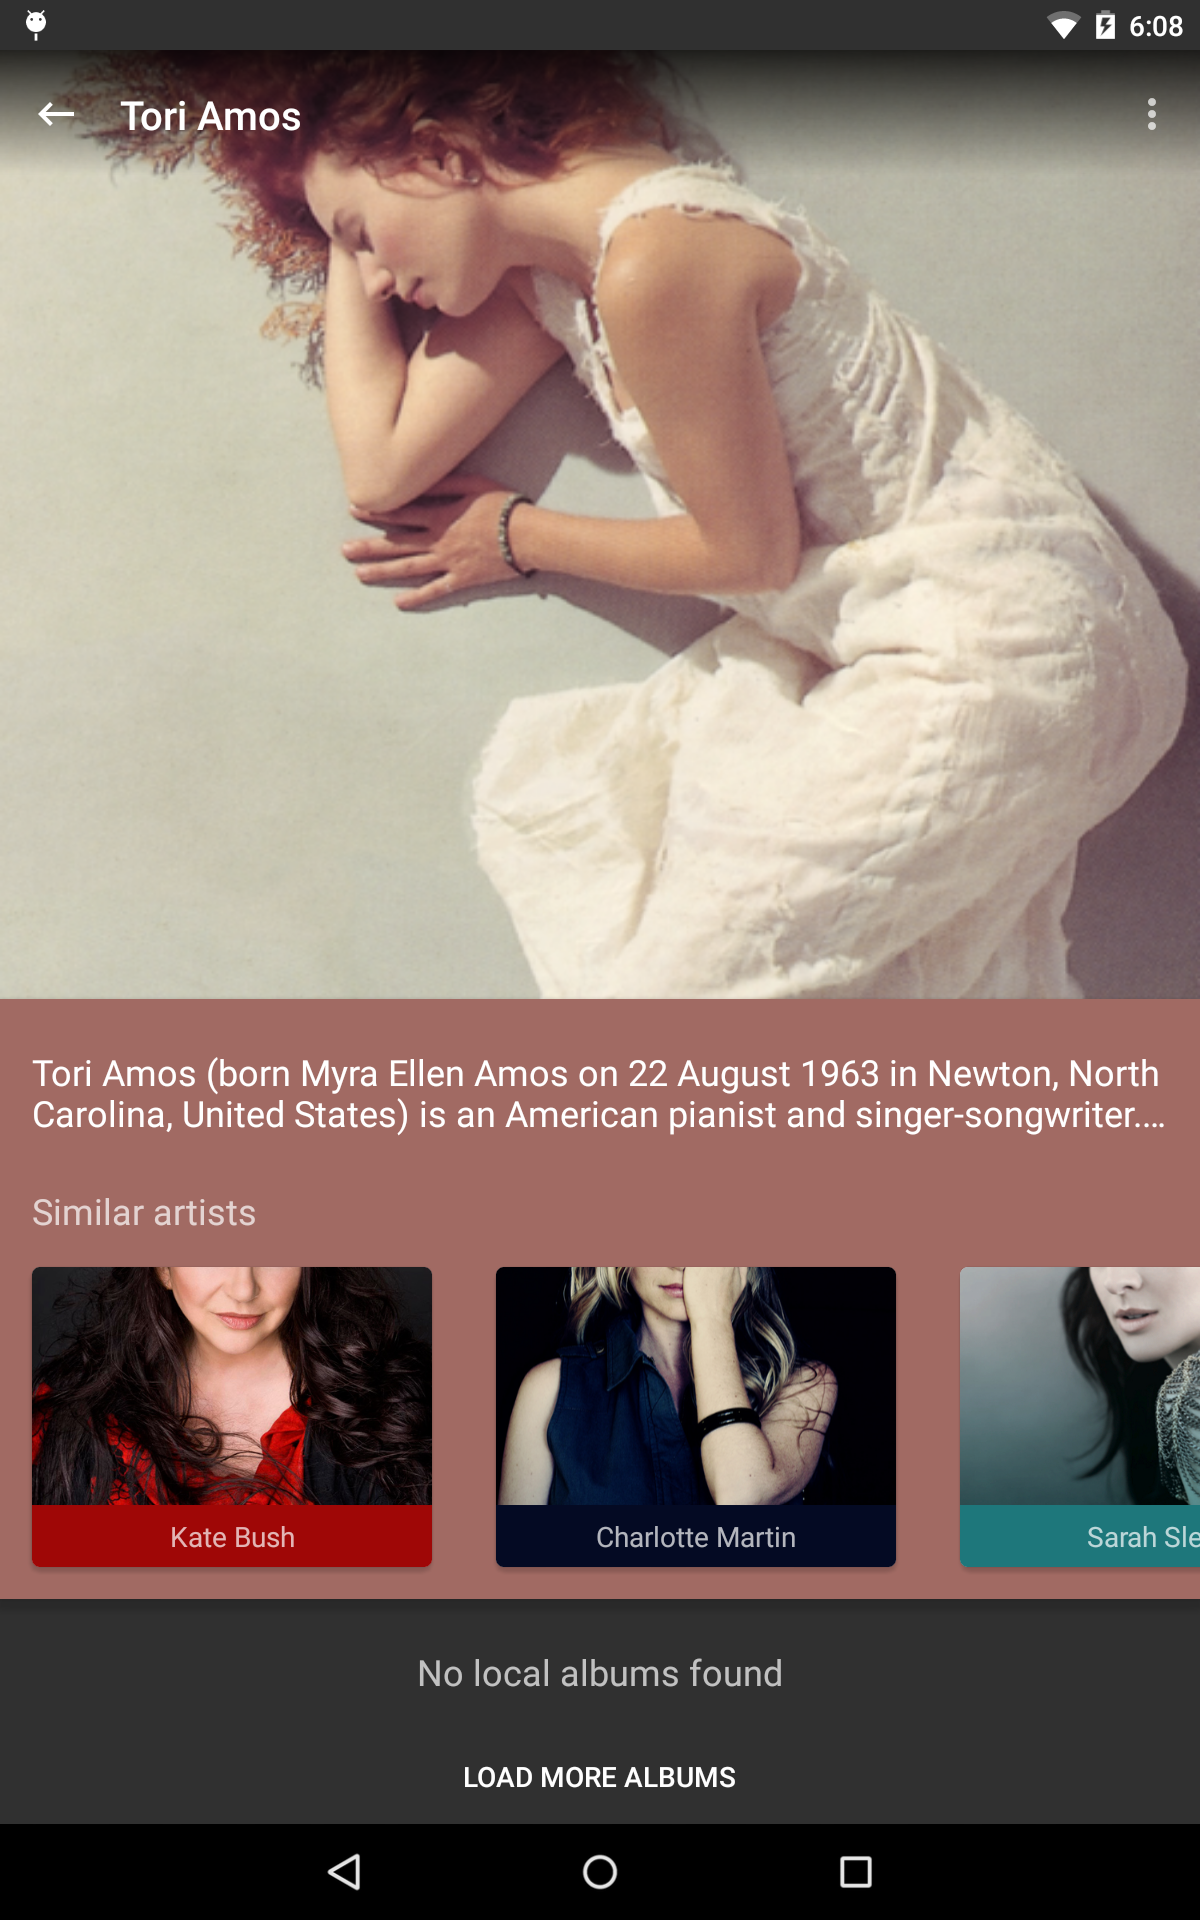 6:08
Tori Amos
Tori Amos (born Myra Ellen Amos on 22 August 1963 in Newton, North
Carolina, United States) is an American pianist and singer-songwriter.…
Similar artists
Kate Bush
Charlotte Martin
Sarah Sle
No local albums found
LOAD MORE ALBUMS